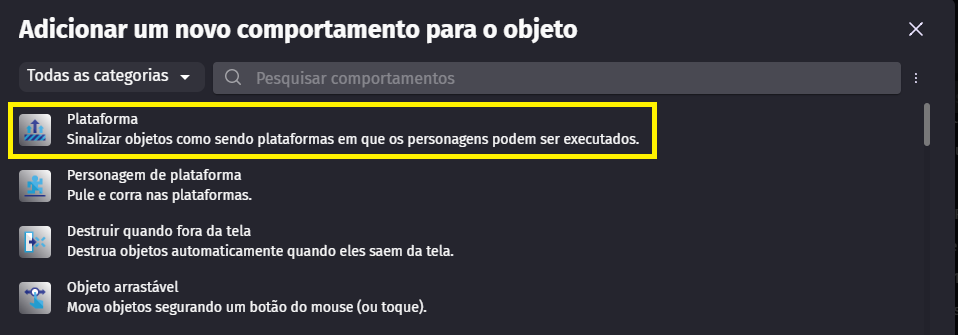 Adicionar um novo comportamento para o objeto
Todas as categorias
Pesquisar comportamentos
Plataforma
Sinalizar objetos como sendo plataformas em que os personagens podem ser executados.
Personagem de plataforma
Pule e corra nas plataformas.
Destruir quando fora da tela
Destrua objetos automaticamente quando eles saem da tela.
Objeto arrastável
Mova objetos segurando um botão do mouse (ou toque).